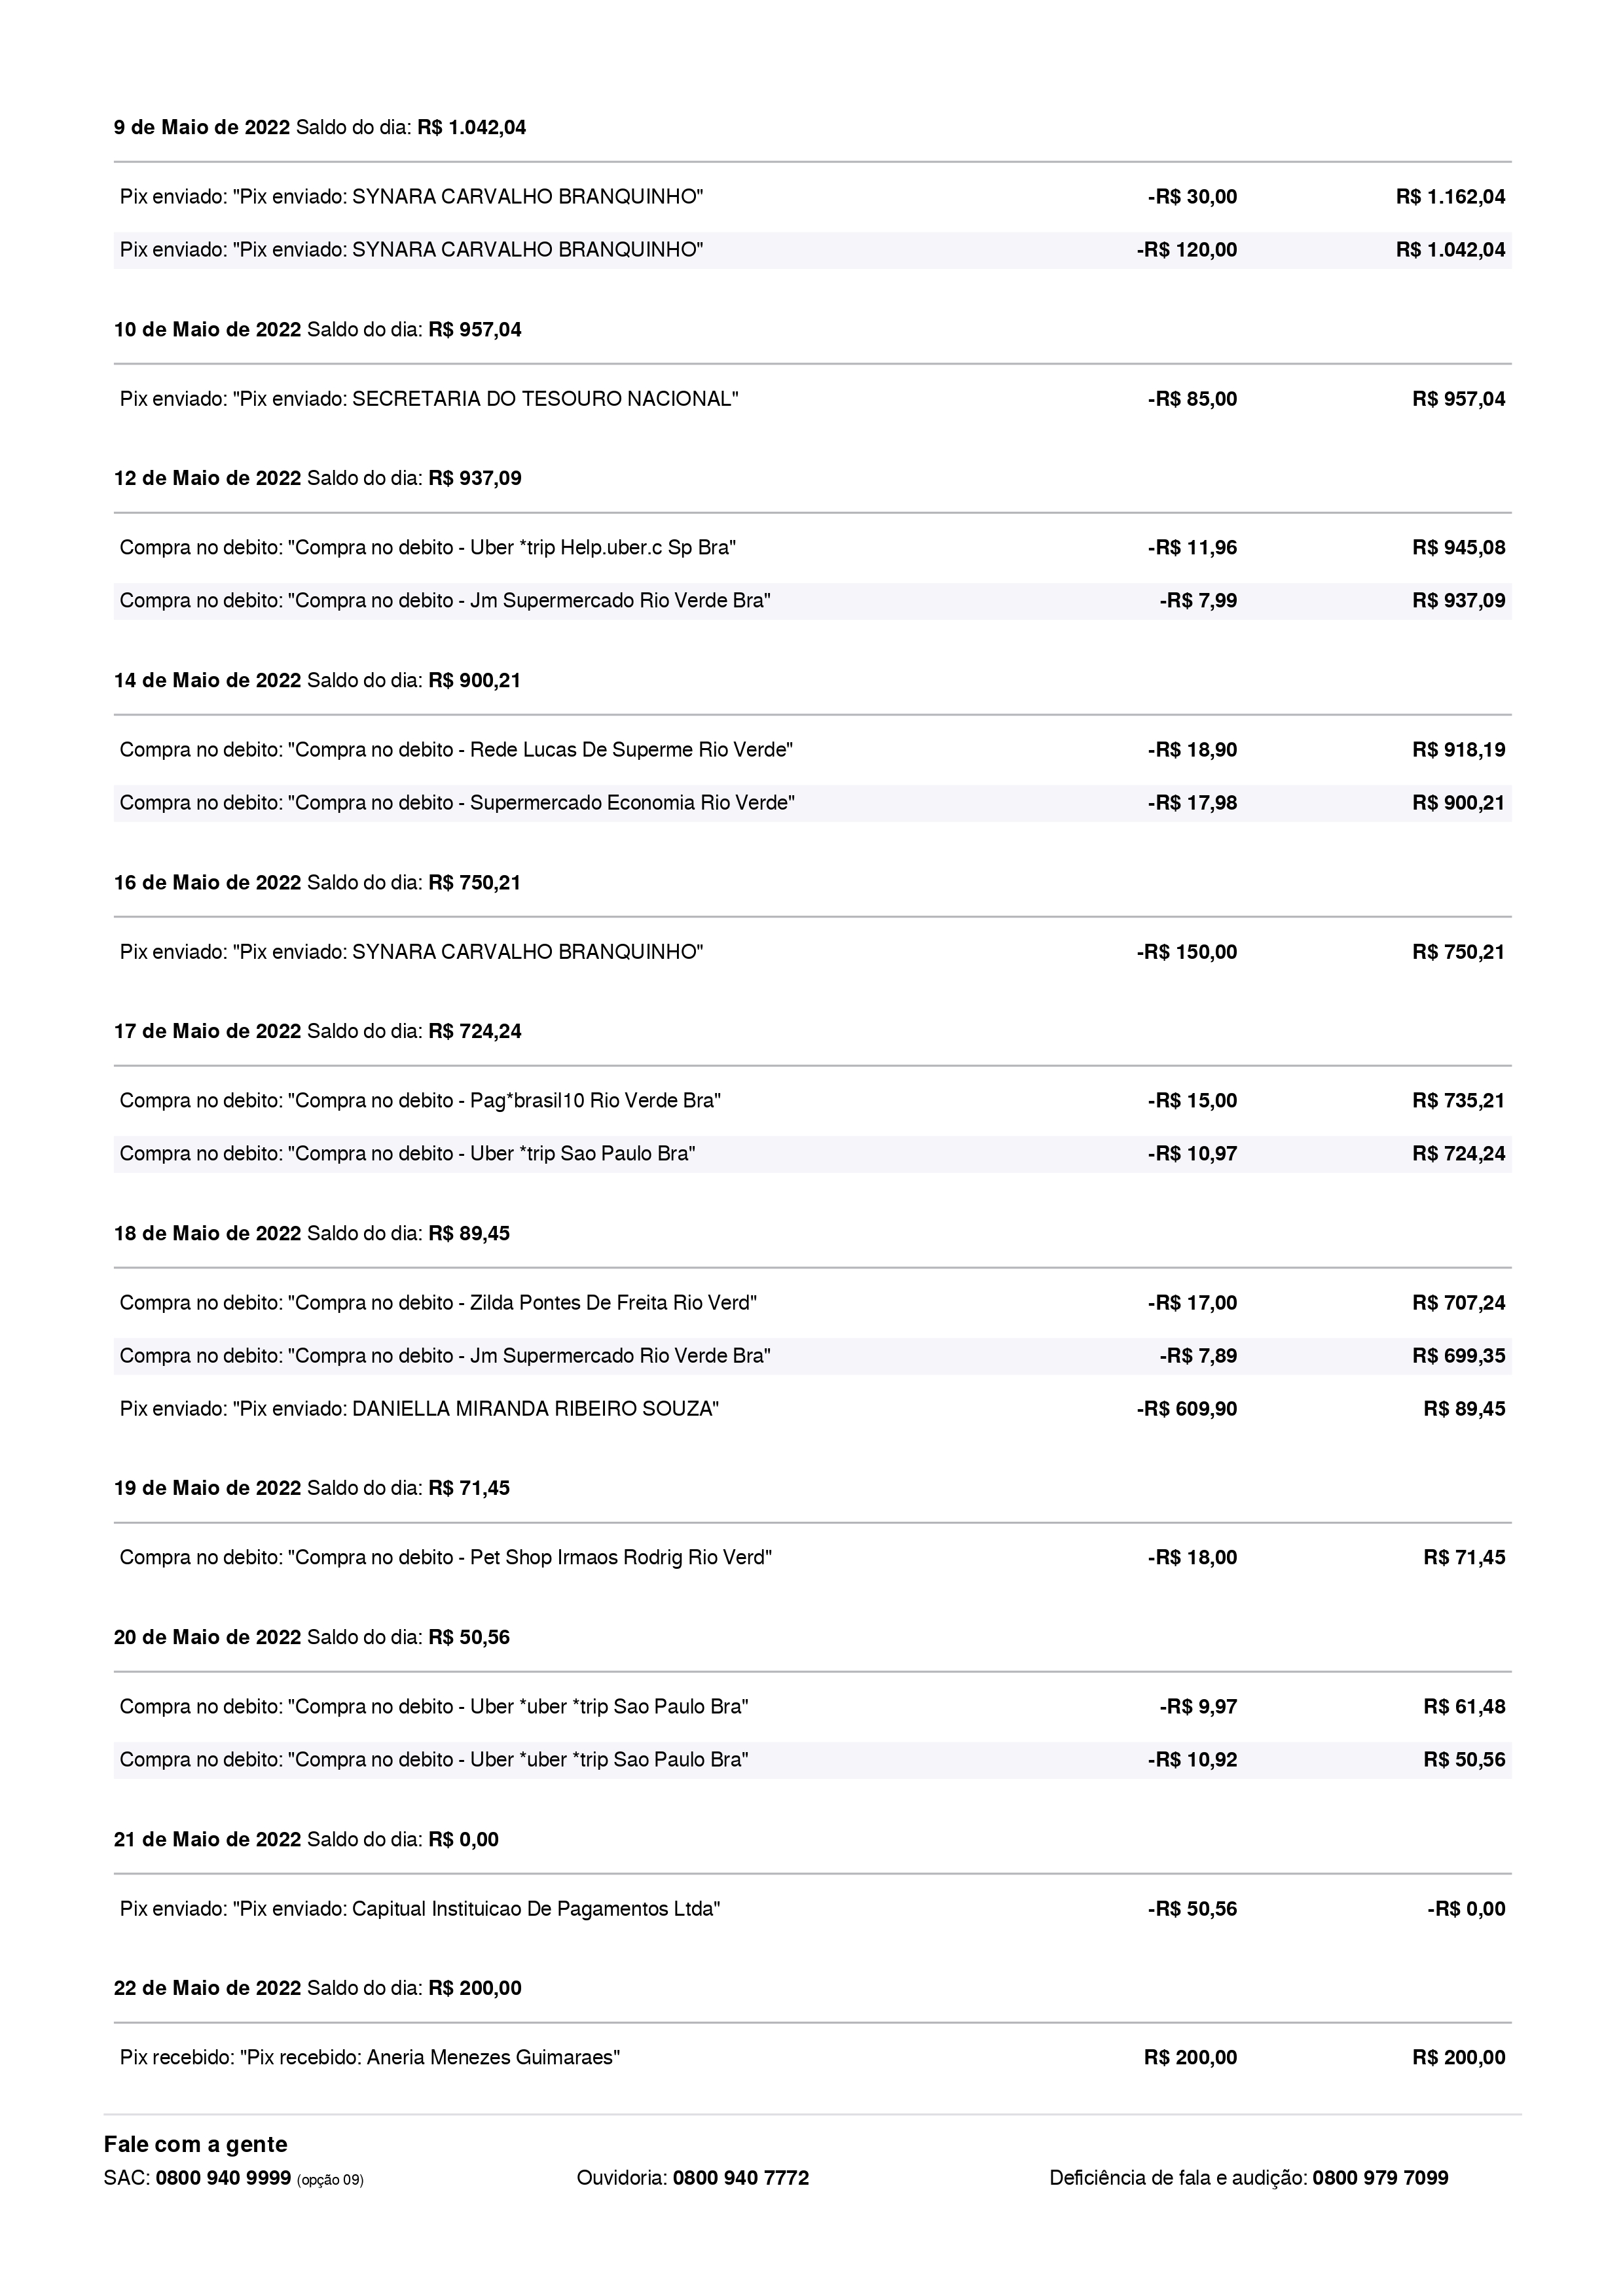 9 de Maio de 2022 Saldo do dia: R$ 1.042,04
Pix enviado: "Pix enviado: SYNARA CARVALHO BRANQUINHO" -R$ 30,00 R$ 1.162,04
Pix enviado: "Pix enviado: SYNARA CARVALHO BRANQUINHO" -R$ 120,00 R$ 1.042,04
10 de Maio de 2022 Saldo do dia: R$ 957,04
Pix enviado: "Pix enviado: SECRETARIA DO TESOURO NACIONAL" -R$ 85,00 R$ 957,04
12 de Maio de 2022 Saldo do dia: R$ 937,09
Compra no debito: "Compra no debito - Uber *trip Help.uber.c Sp Bra" -R$ 11,96 R$ 945,08
Compra no debito: "Compra no debito - Jm Supermercado Rio Verde Bra" -R$ 7,99 R$ 937,09
14 de Maio de 2022 Saldo do dia: R$ 900,21
Compra no debito: "Compra no debito - Rede Lucas De Superme Rio Verde" -R$ 18,90 R$ 918,19
Compra no debito: "Compra no debito - Supermercado Economia Rio Verde" -R$ 17,98 R$ 900,21
16 de Maio de 2022 Saldo do dia: R$ 750,21
Pix enviado: "Pix enviado: SYNARA CARVALHO BRANQUINHO" -R$ 150,00 R$ 750,21
17 de Maio de 2022 Saldo do dia: R$ 724,24
Compra no debito: "Compra no debito - Pag*brasil10 Rio Verde Bra" -R$ 15,00 R$ 735,21
Compra no debito: "Compra no debito - Uber *trip Sao Paulo Bra" -R$ 10,97 R$ 724,24
18 de Maio de 2022 Saldo do dia: R$ 89,45
Compra no debito: "Compra no debito - Zilda Pontes De Freita Rio Verd" -R$ 17,00 R$ 707,24
Compra no debito: "Compra no debito - Jm Supermercado Rio Verde Bra" -R$ 7,89 R$ 699,35
Pix enviado: "Pix enviado: DANIELLA MIRANDA RIBEIRO SOUZA" -R$ 609,90 R$ 89,45
19 de Maio de 2022 Saldo do dia: R$ 71,45
Compra no debito: "Compra no debito - Pet Shop Irmaos Rodrig Rio Verd" -R$ 18,00 R$ 71,45
20 de Maio de 2022 Saldo do dia: R$ 50,56
Compra no debito: "Compra no debito - Uber *uber *trip Sao Paulo Bra" -R$ 9,97 R$ 61,48
Compra no debito: "Compra no debito - Uber *uber *trip Sao Paulo Bra" -R$ 10,92 R$ 50,56
21 de Maio de 2022 Saldo do dia: R$ 0,00
Pix enviado: "Pix enviado: Capitual Instituicao De Pagamentos Ltda" -R$ 50,56 -R$ 0,00
22 de Maio de 2022 Saldo do dia: R$ 200,00
Pix recebido: "Pix recebido: Aneria Menezes Guimaraes" R$ 200,00 R$ 200,00
Fale com a gente
SAC: 0800 940 9999 (opção 09) Ouvidoria: 0800 940 7772 Deficiência de fala e audição: 0800 979 7099